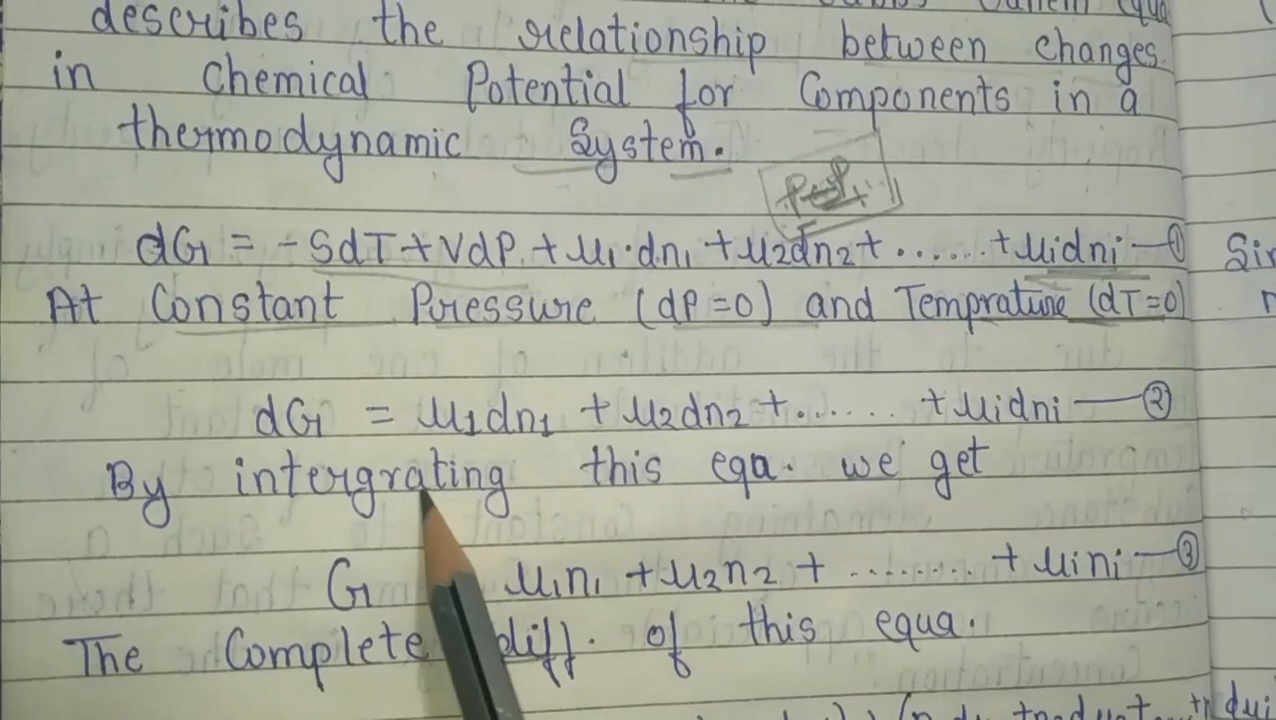 describes the relationship between changes
in chemical Potential for Components in a
thermodynamic System.
dG = -SdT + VdP + μ1.dn1 + μ2dn2 + ....... + μidni —①
At Constant Pressure (dP=0) and Temprature (dT=0)
dG = μ1dn1 + μ2dn2 + ....... + μidni —②
By intergrating this eqa. we get
G μ1n1 + μ2n2 + ........ + μini —③
The Complete diff. of this equa.